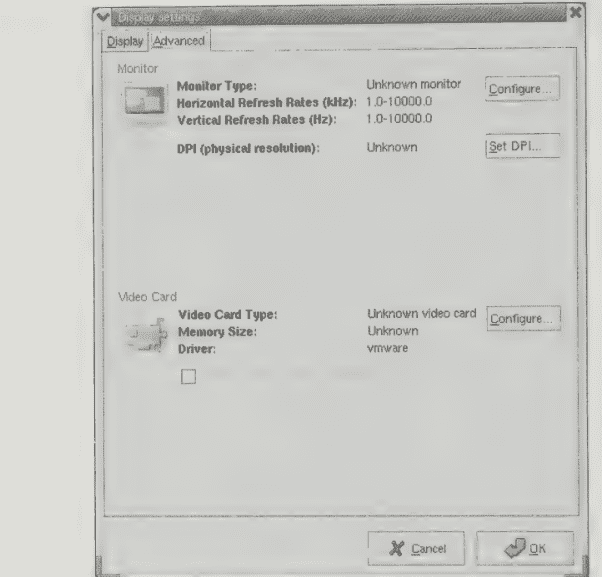 Display settings
Display Advanced
Monitor
Monitor Type: Unknown monitor Configure...
Horizontal Refresh Rates (kHz): 1.0-10000.0
Vertical Refresh Rates (Hz): 1.0-10000.0
DPI (physical resolution): Unknown Set DPI...
Video Card
Video Card Type: Unknown video card Configure...
Memory Size: Unknown
Driver: vmware
Cancel OK